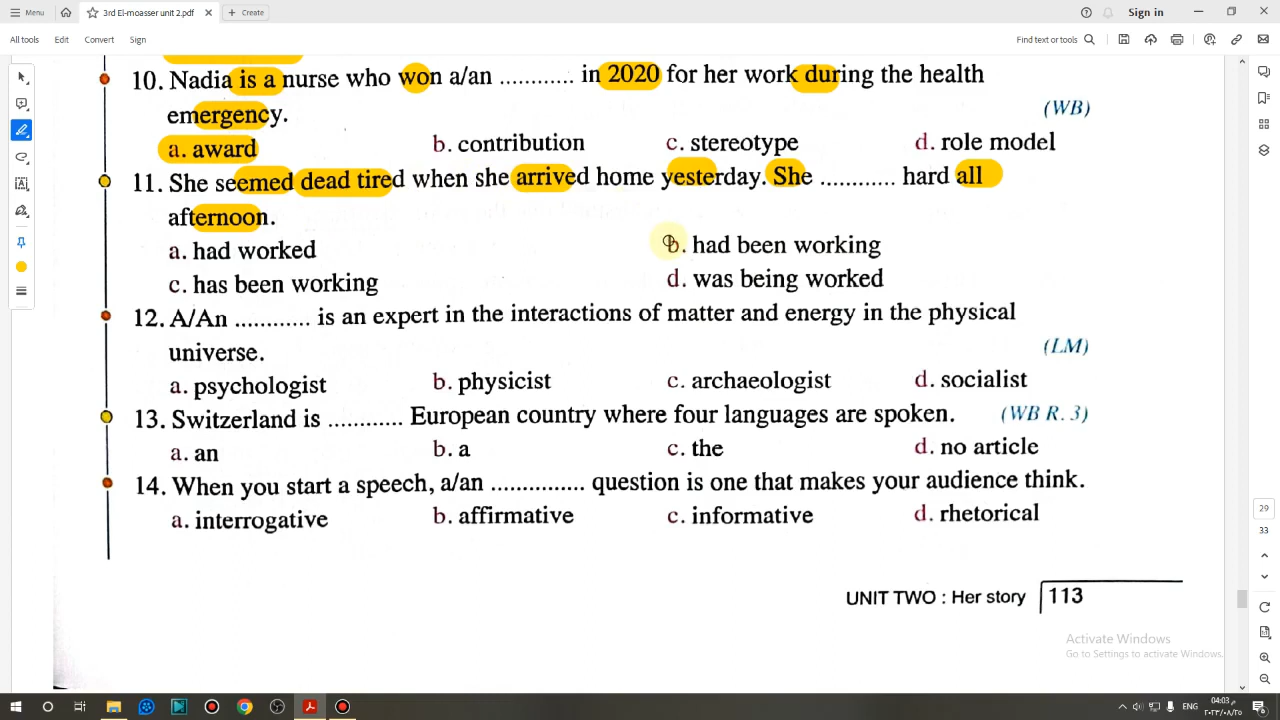 Menu
3rd El-moasser unit 2.pdf
Create
Sign in
All tools Edit Convert Sign
Find text or tools
10. Nadia is a nurse who won a/an ............ in 2020 for her work during the health
emergency. (WB)
a. award b. contribution c. stereotype d. role model
11. She seemed dead tired when she arrived home yesterday. She ............ hard all
afternoon.
a. had worked b. had been working
c. has been working d. was being worked
12. A/An ............ is an expert in the interactions of matter and energy in the physical
universe. (LM)
a. psychologist b. physicist c. archaeologist d. socialist
13. Switzerland is ............ European country where four languages are spoken. (WB R. 3)
a. an b. a c. the d. no article
14. When you start a speech, a/an ............... question is one that makes your audience think.
a. interrogative b. affirmative c. informative d. rhetorical
UNIT TWO : Her story 113
29
33
Activate Windows
Go to Settings to activate Windows.
ENG
04:03 م